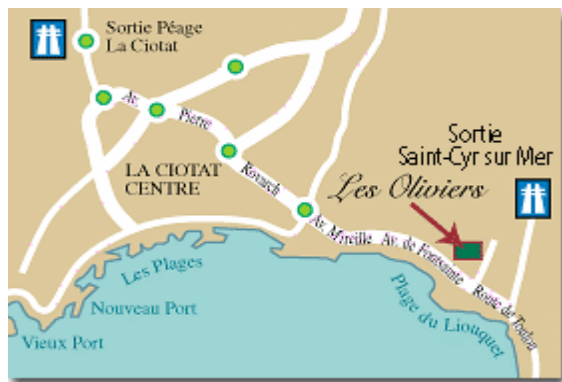 Sortie Péage
La Ciotat
Av. Pierre Rovarch
Sortie
Saint-Cyr sur Mer
LA CIOTAT
CENTRE
Les Oliviers
Av. Mireille
Av. de Fontsainte
Route de Toulon
Les Plages
Nouveau Port
Vieux Port
Plage du Liouquet